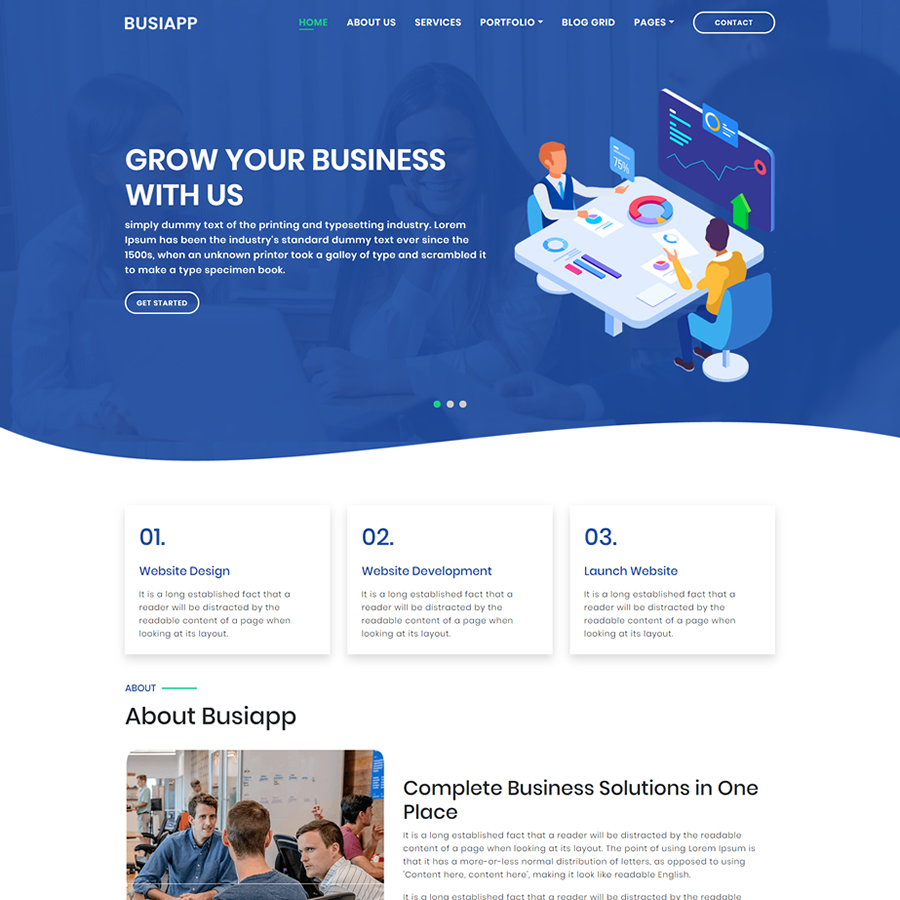 BUSIAPP
HOME ABOUT US SERVICES PORTFOLIO BLOG GRID PAGES CONTACT
GROW YOUR BUSINESS
WITH US
simply dummy text of the printing and typesetting industry. Lorem
Ipsum has been the industry's standard dummy text ever since the
1500s, when an unknown printer took a galley of type and scrambled it
to make a type specimen book.
GET STARTED
75%
01.
Website Design
It is a long established fact that a
reader will be distracted by the
readable content of a page when
looking at its layout.
02.
Website Development
It is a long established fact that a
reader will be distracted by the
readable content of a page when
looking at its layout.
03.
Launch Website
It is a long established fact that a
reader will be distracted by the
readable content of a page when
looking at its layout.
ABOUT
About Busiapp
Complete Business Solutions in One
Place
It is a long established fact that a reader will be distracted by the readable
content of a page when looking at its layout. The point of using Lorem Ipsum is
that it has a more-or-less normal distribution of letters, as opposed to using
'Content here, content here', making it look like readable English.
It is a long established fact that a reader will be distracted by the readable